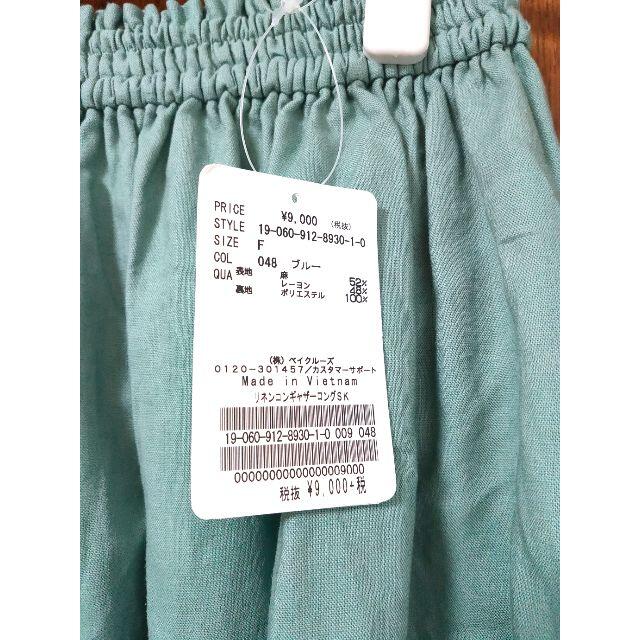 PRICE ¥9,000 (税抜)
STYLE 19-060-912-8930-1-0
SIZE F
COL 048 ブルー
QUA 表地 麻 52%
レーヨン 48%
裏地 ポリエステル 100%
(株)ベイクルーズ
0120-301457/カスタマーサポート
Made in Vietnam
リネンコンギャザーコングSK
19-060-912-8930-1-0 009 048
00000000000000009000
税抜 ¥9,000+税